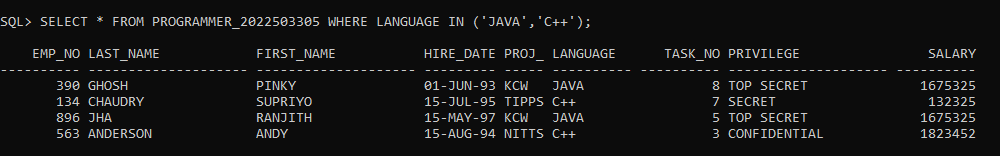 SQL> SELECT * FROM PROGRAMMER_2022503305 WHERE LANGUAGE IN ('JAVA','C++');
EMP_NO LAST_NAME FIRST_NAME HIRE_DATE PROJ_ LANGUAGE TASK_NO PRIVILEGE SALARY
---------- -------------------- -------------------- --------- ----- ---------- ---------- -------------------- ----------
390 GHOSH PINKY 01-JUN-93 KCW JAVA 8 TOP SECRET 1675325
134 CHAUDRY SUPRIYO 15-JUL-95 TIPPS C++ 7 SECRET 132325
896 JHA RANJITH 15-MAY-97 KCW JAVA 5 TOP SECRET 1675325
563 ANDERSON ANDY 15-AUG-94 NITTS C++ 3 CONFIDENTIAL 1823452